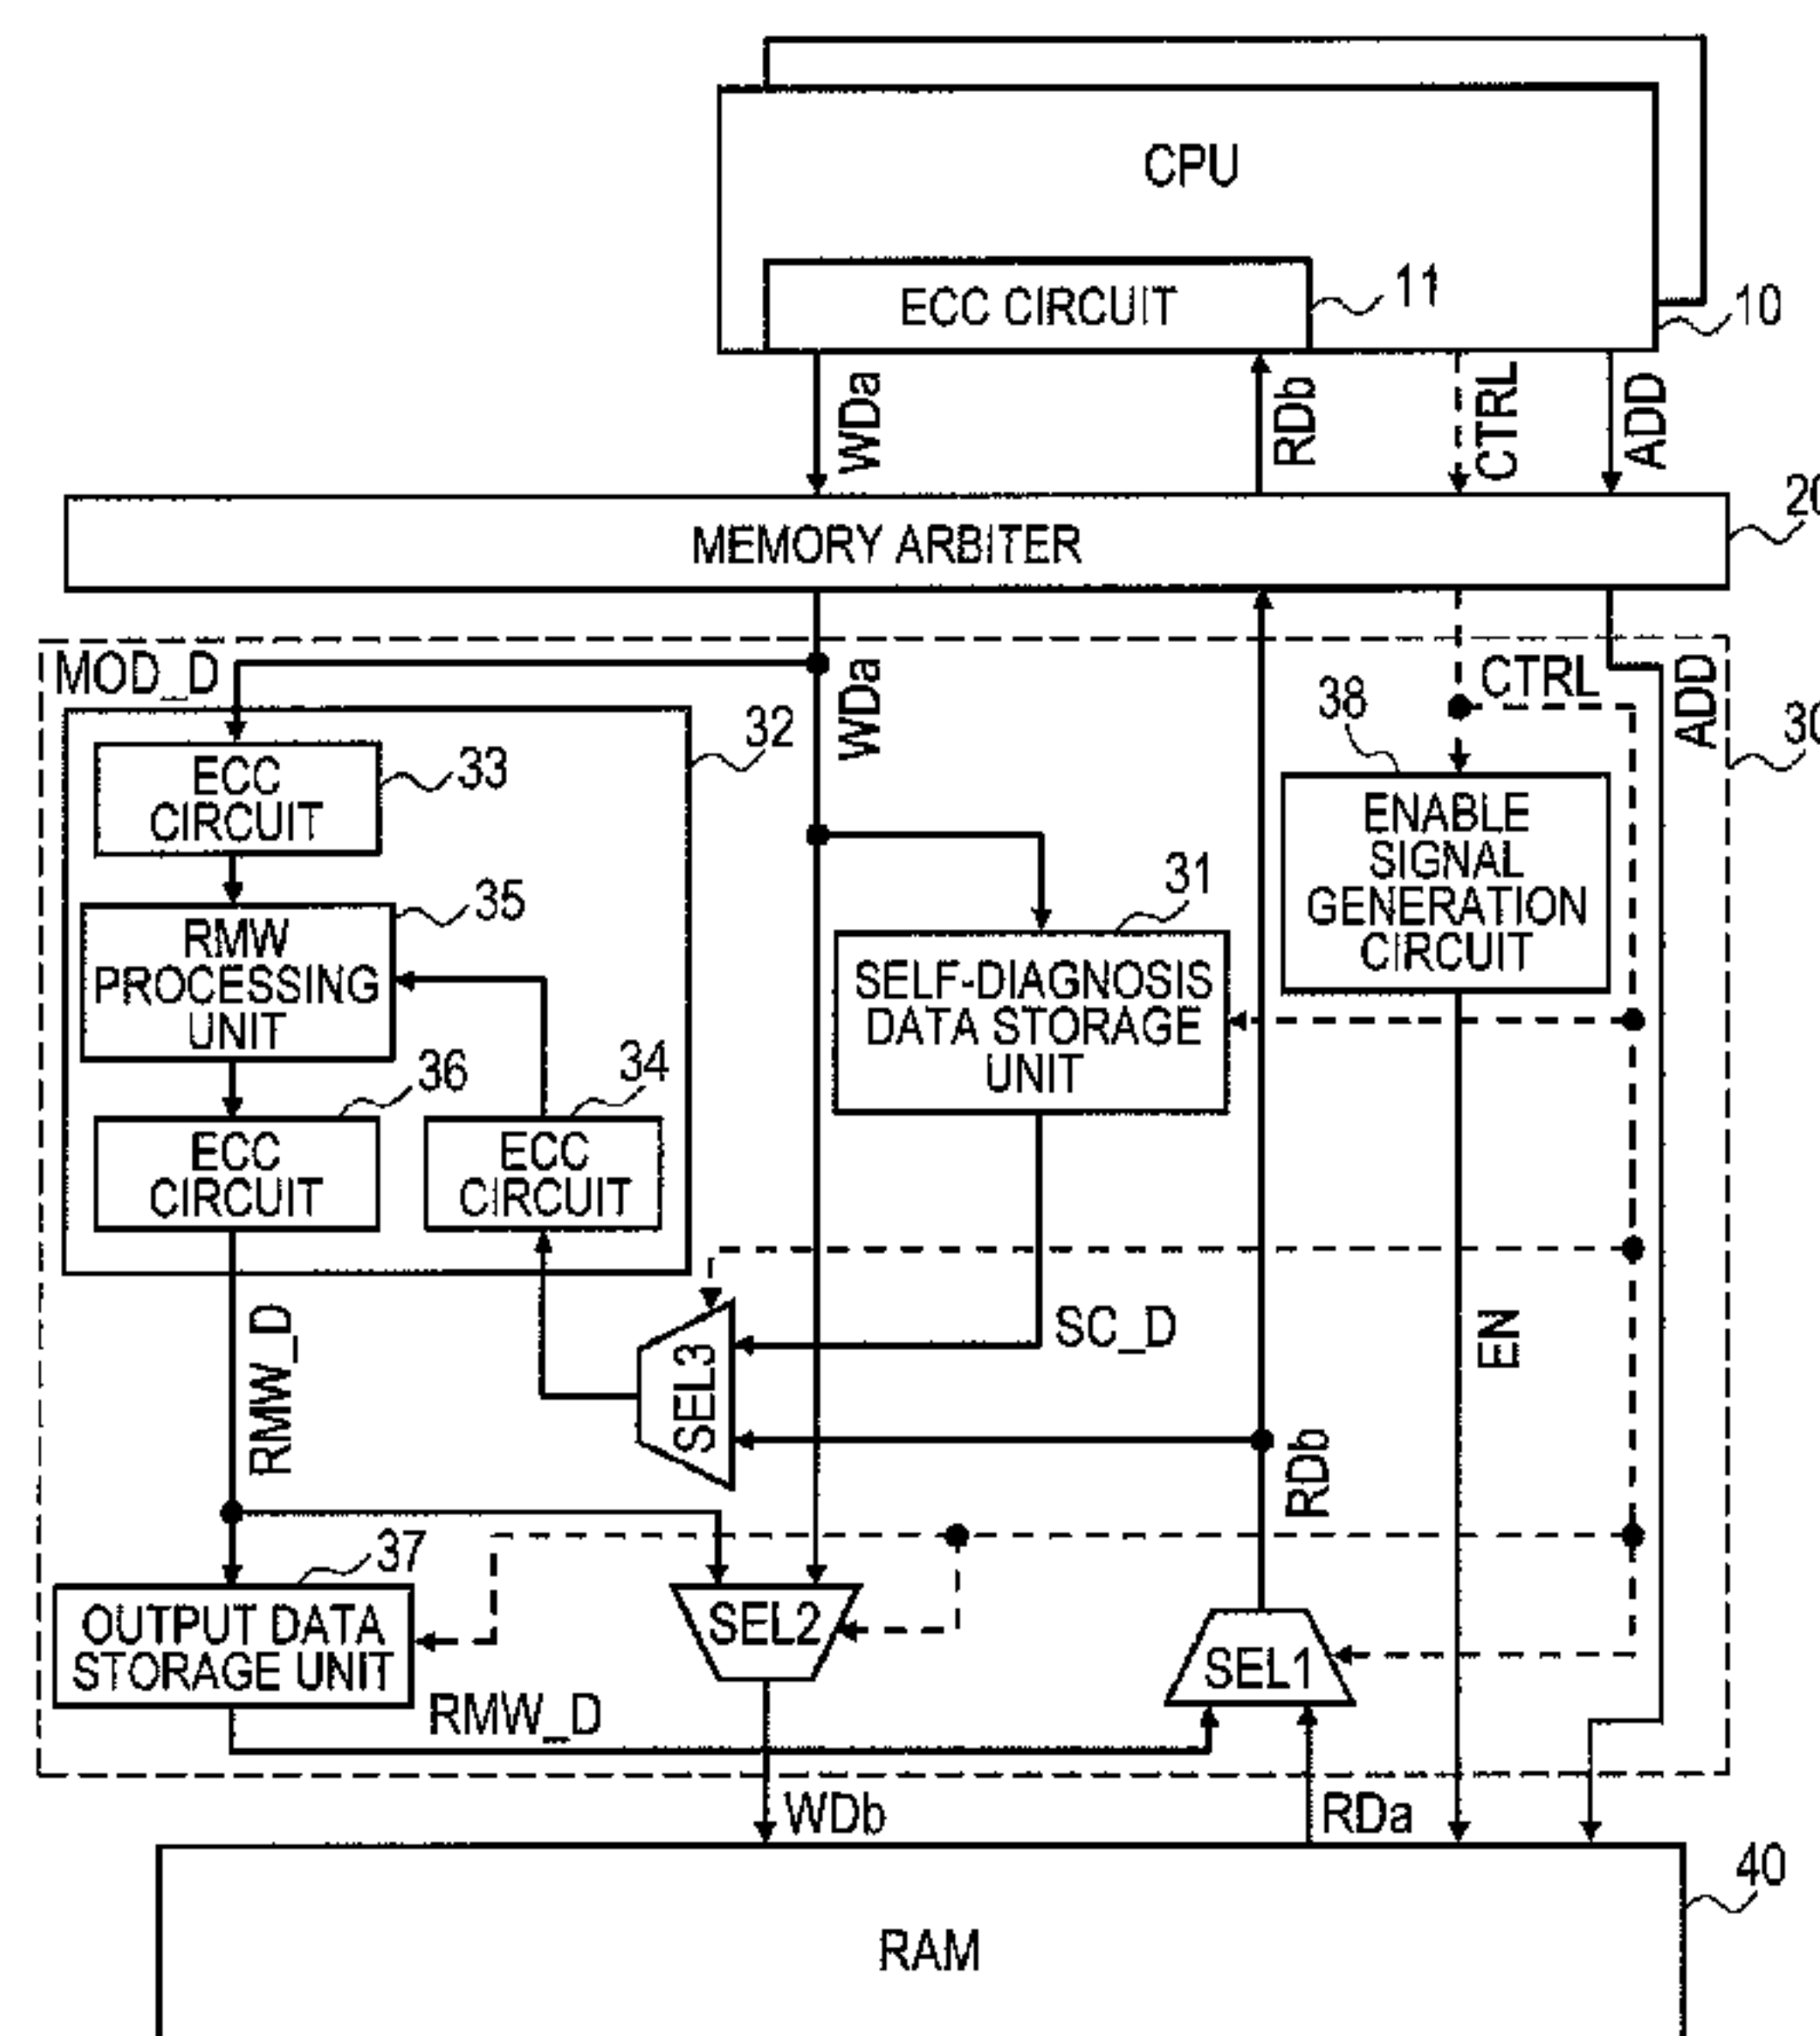 CPU
ECC CIRCUIT
11
10
WDa
RDb
CTRL
ADD
MEMORY ARBITER
20
MOD_D
WDa
CTRL
ADD
32
38
30
ECC
CIRCUIT
33
ENABLE
SIGNAL
GENERATION
CIRCUIT
31
35
RMW
PROCESSING
UNIT
SELF-DIAGNOSIS
DATA STORAGE
UNIT
36
34
ECC
CIRCUIT
ECC
CIRCUIT
RMW_D
SEL3
SC_D
EN
RDb
37
OUTPUT DATA
STORAGE UNIT
SEL2
SEL1
RMW_D
WDb
RDa
40
RAM